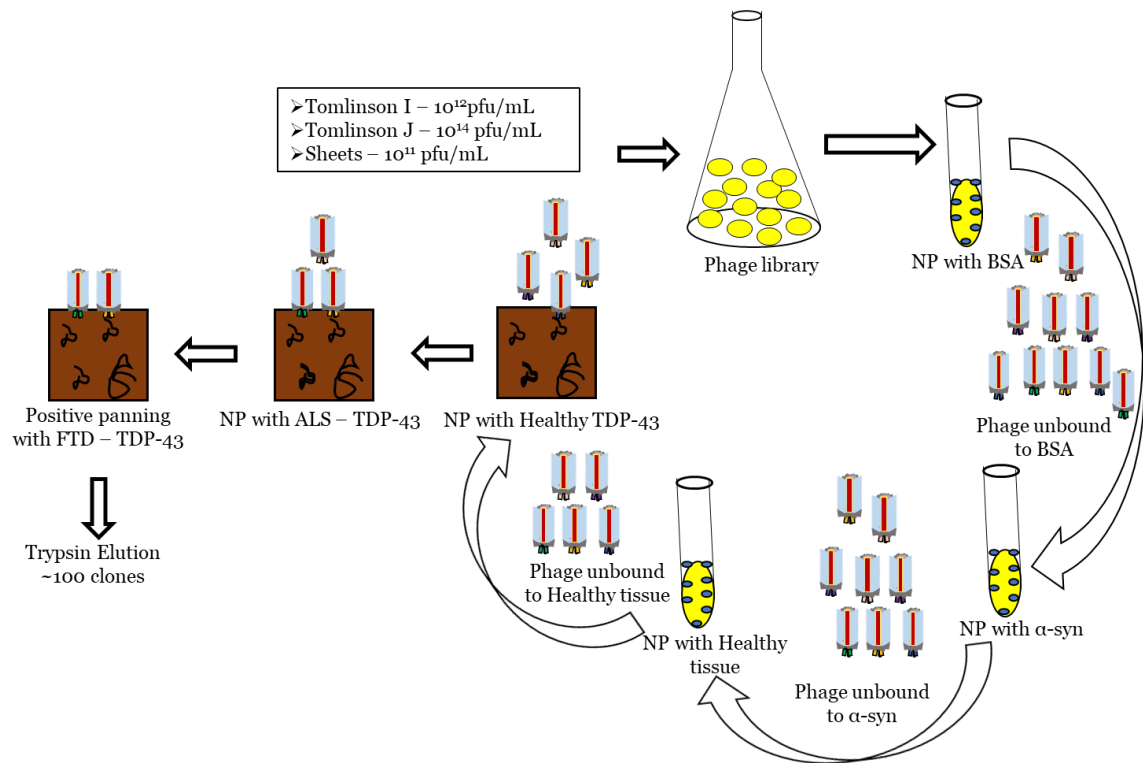 ➢Tomlinson I – 10¹²pfu/mL
➢Tomlinson J – 10¹⁴ pfu/mL
➢Sheets – 10¹¹ pfu/mL
Phage library
NP with BSA
Phage unbound
to BSA
NP with α-syn
Phage unbound
to α-syn
NP with Healthy
tissue
Phage unbound
to Healthy tissue
NP with Healthy TDP-43
NP with ALS – TDP-43
Positive panning
with FTD – TDP-43
Trypsin Elution
~100 clones